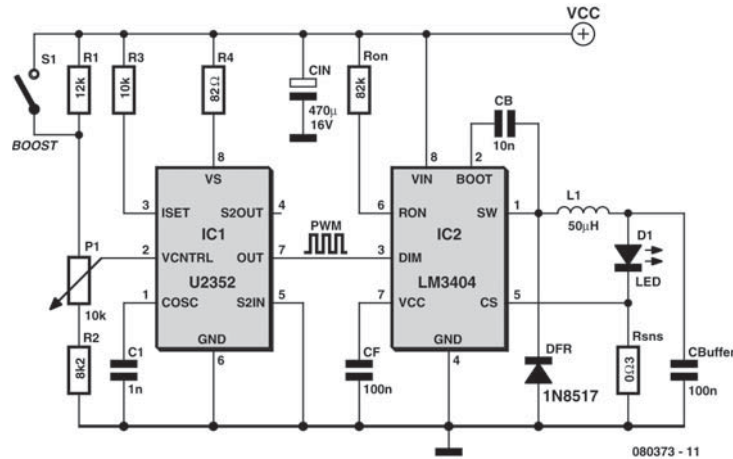 VCC
S1
R1
12k
R3
10k
R4
82Ω
CIN
470µ
16V
Ron
82k
CB
10n
BOOST
8
VS
3
ISET
S2OUT
4
IC1
2
VCNTRL
OUT
7
U2352
1
COSC
S2IN
5
GND
6
PWM
8
2
VIN
BOOT
6
RON
SW
1
IC2
3
DIM
LM3404
7
VCC
CS
5
GND
4
L1
50µH
D1
LED
P1
10k
R2
8k2
C1
1n
CF
100n
DFR
1N8517
Rsns
0Ω3
CBuffer
100n
080373 - 11